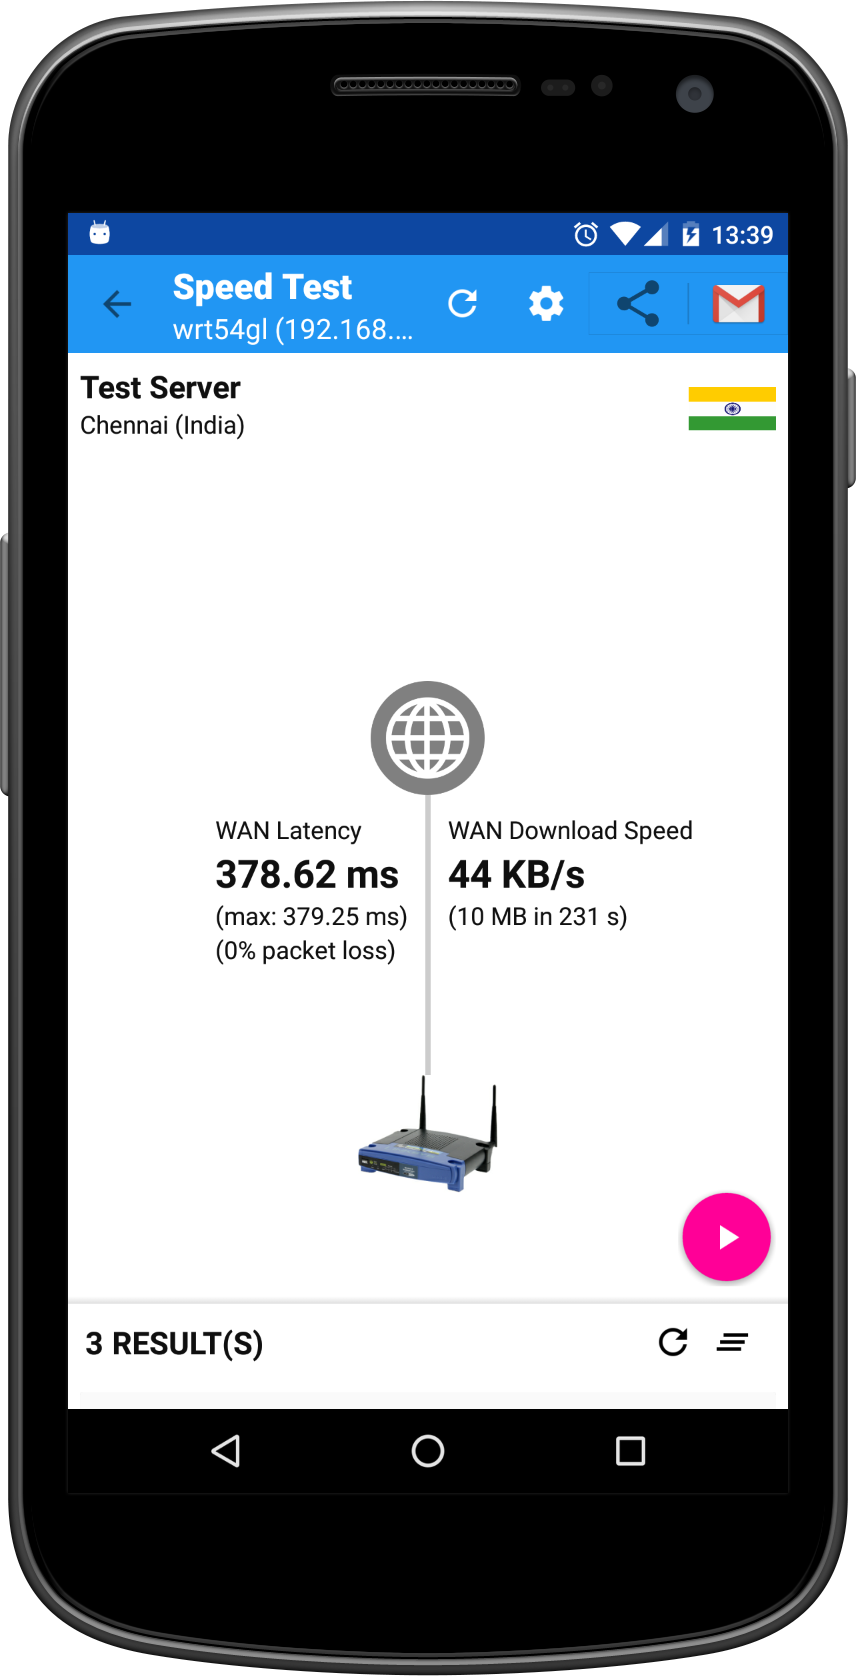 13:39
Speed Test
wrt54gl (192.168....
Test Server
Chennai (India)
WAN Latency
378.62 ms
(max: 379.25 ms)
(0% packet loss)
WAN Download Speed
44 KB/s
(10 MB in 231 s)
3 RESULT(S)